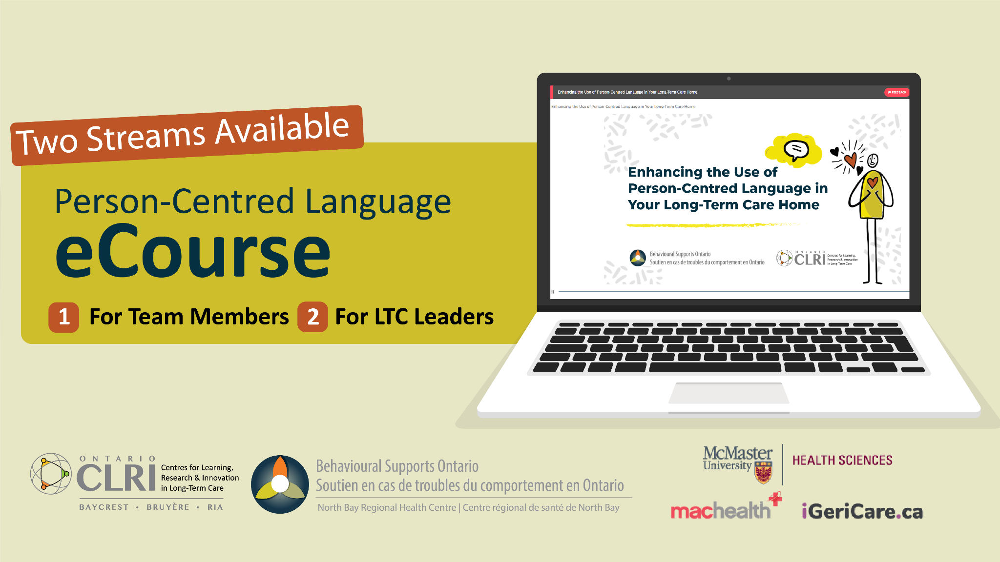 Two Streams Available
Person-Centred Language
eCourse
1 For Team Members 2 For LTC Leaders
Enhancing the Use of Person-Centred Language in Your Long-Term Care Home
FEEDBACK
Enhancing the Use of Person-Centred Language in Your Long-Term Care Home
Enhancing the Use of
Person-Centred Language in
Your Long-Term Care Home
Behavioural Supports Ontario
Soutien en cas de troubles du comportement en Ontario
ONTARIO
CLRI
Centres for Learning,
Research & Innovation
in Long-Term Care
ONTARIO
CLRI
Centres for Learning,
Research & Innovation
in Long-Term Care
BAYCREST • BRUYÈRE • RIA
Behavioural Supports Ontario
Soutien en cas de troubles du comportement en Ontario
North Bay Regional Health Centre | Centre régional de santé de North Bay
McMaster
University
HEALTH SCIENCES
machealth
iGeriCare.ca